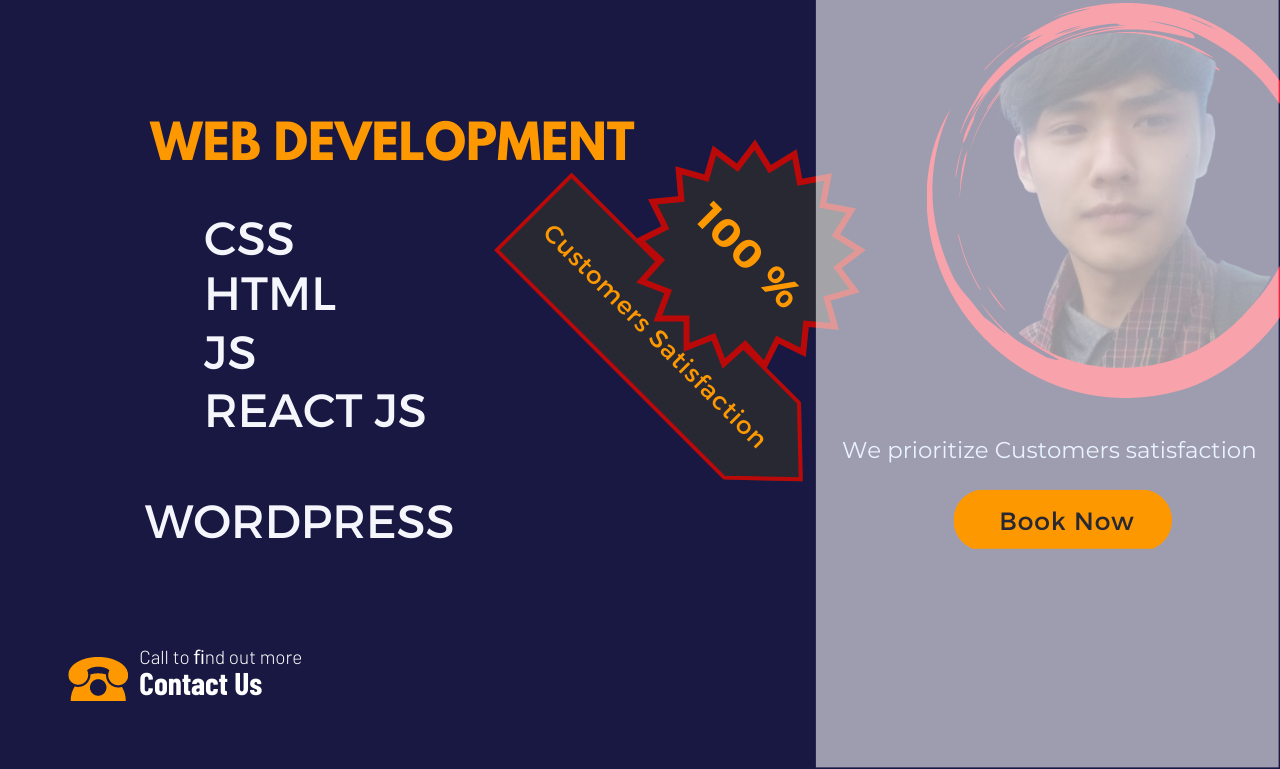 WEB DEVELOPMENT
CSS
HTML
JS
REACT JS
WORDPRESS
100 %
Customers Satisfaction
We prioritize Customers satisfaction
Book Now
Call to find out more
Contact Us